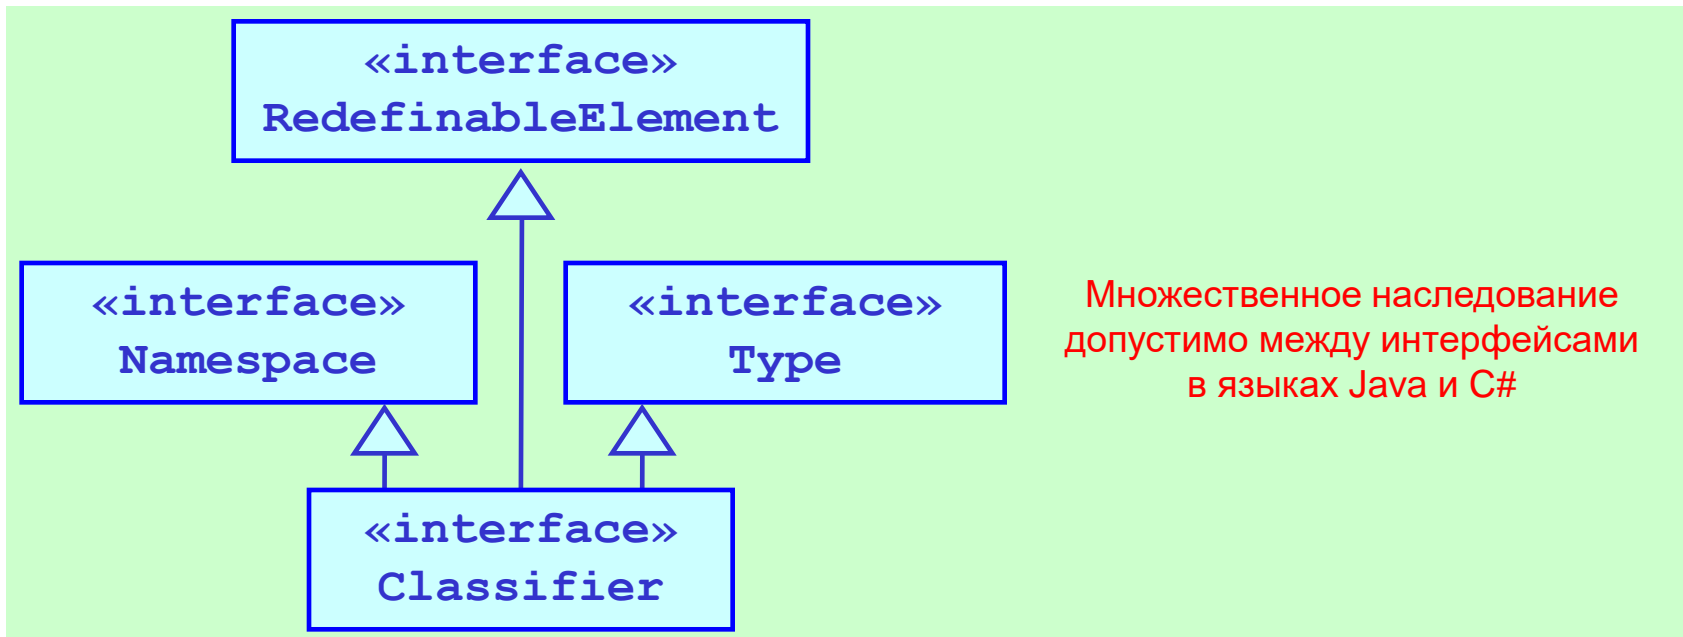 «interface»
RedefinableElement
«interface»
Namespace
«interface»
Type
Множественное наследование
допустимо между интерфейсами
в языках Java и C#
«interface»
Classifier